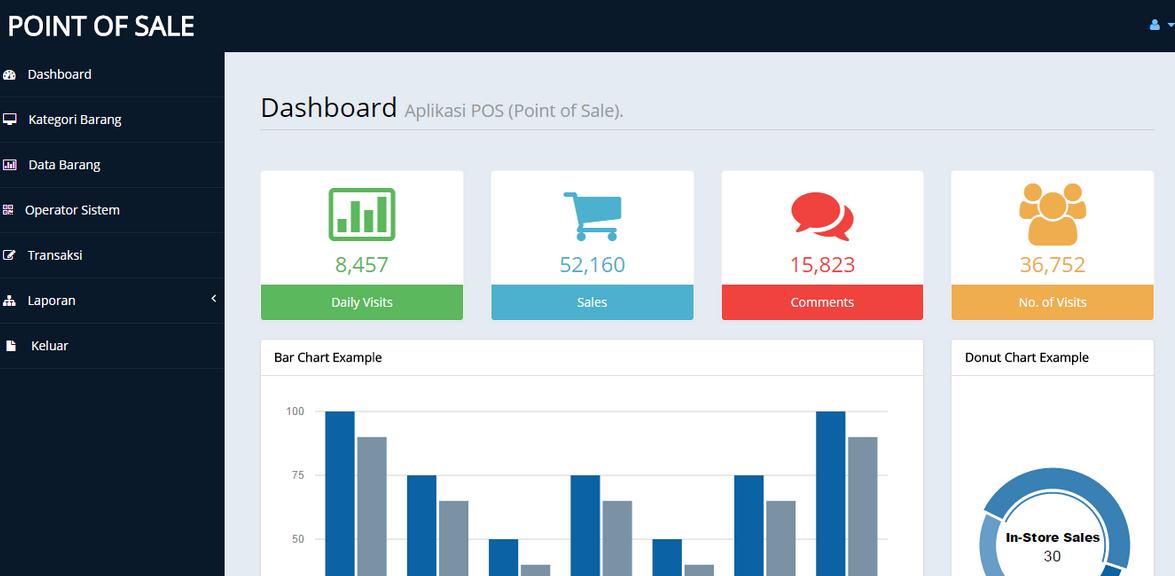 POINT OF SALE
Dashboard
Kategori Barang
Data Barang
Operator Sistem
Transaksi
Laporan
Keluar
Dashboard Aplikasi POS (Point of Sale).
8,457
Daily Visits
52,160
Sales
15,823
Comments
36,752
No. of Visits
Bar Chart Example
100
75
50
Donut Chart Example
In-Store Sales
30